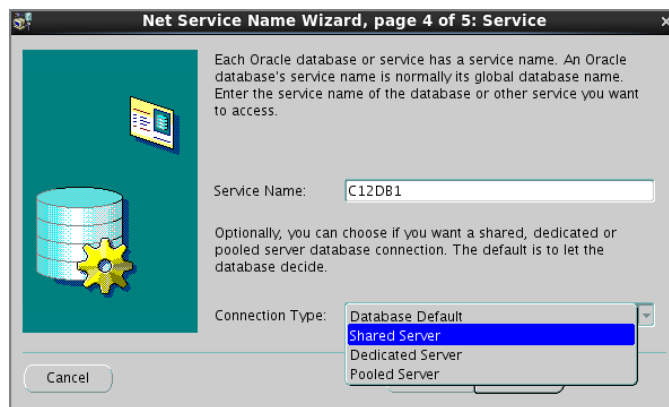 Net Service Name Wizard, page 4 of 5: Service
Each Oracle database or service has a service name. An Oracle
database's service name is normally its global database name.
Enter the service name of the database or other service you want
to access.
Service Name:
C12DB1
Optionally, you can choose if you want a shared, dedicated or
pooled server database connection. The default is to let the
database decide.
Connection Type:
Database Default
Shared Server
Dedicated Server
Pooled Server
Cancel